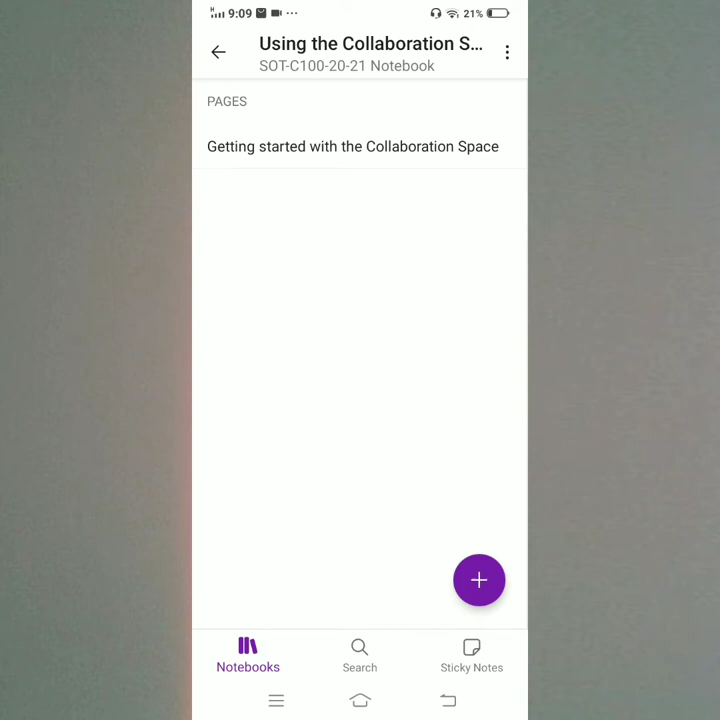 9:09 21%
Using the Collaboration S...
SOT-C100-20-21 Notebook
PAGES
Getting started with the Collaboration Space
Notebooks Search Sticky Notes